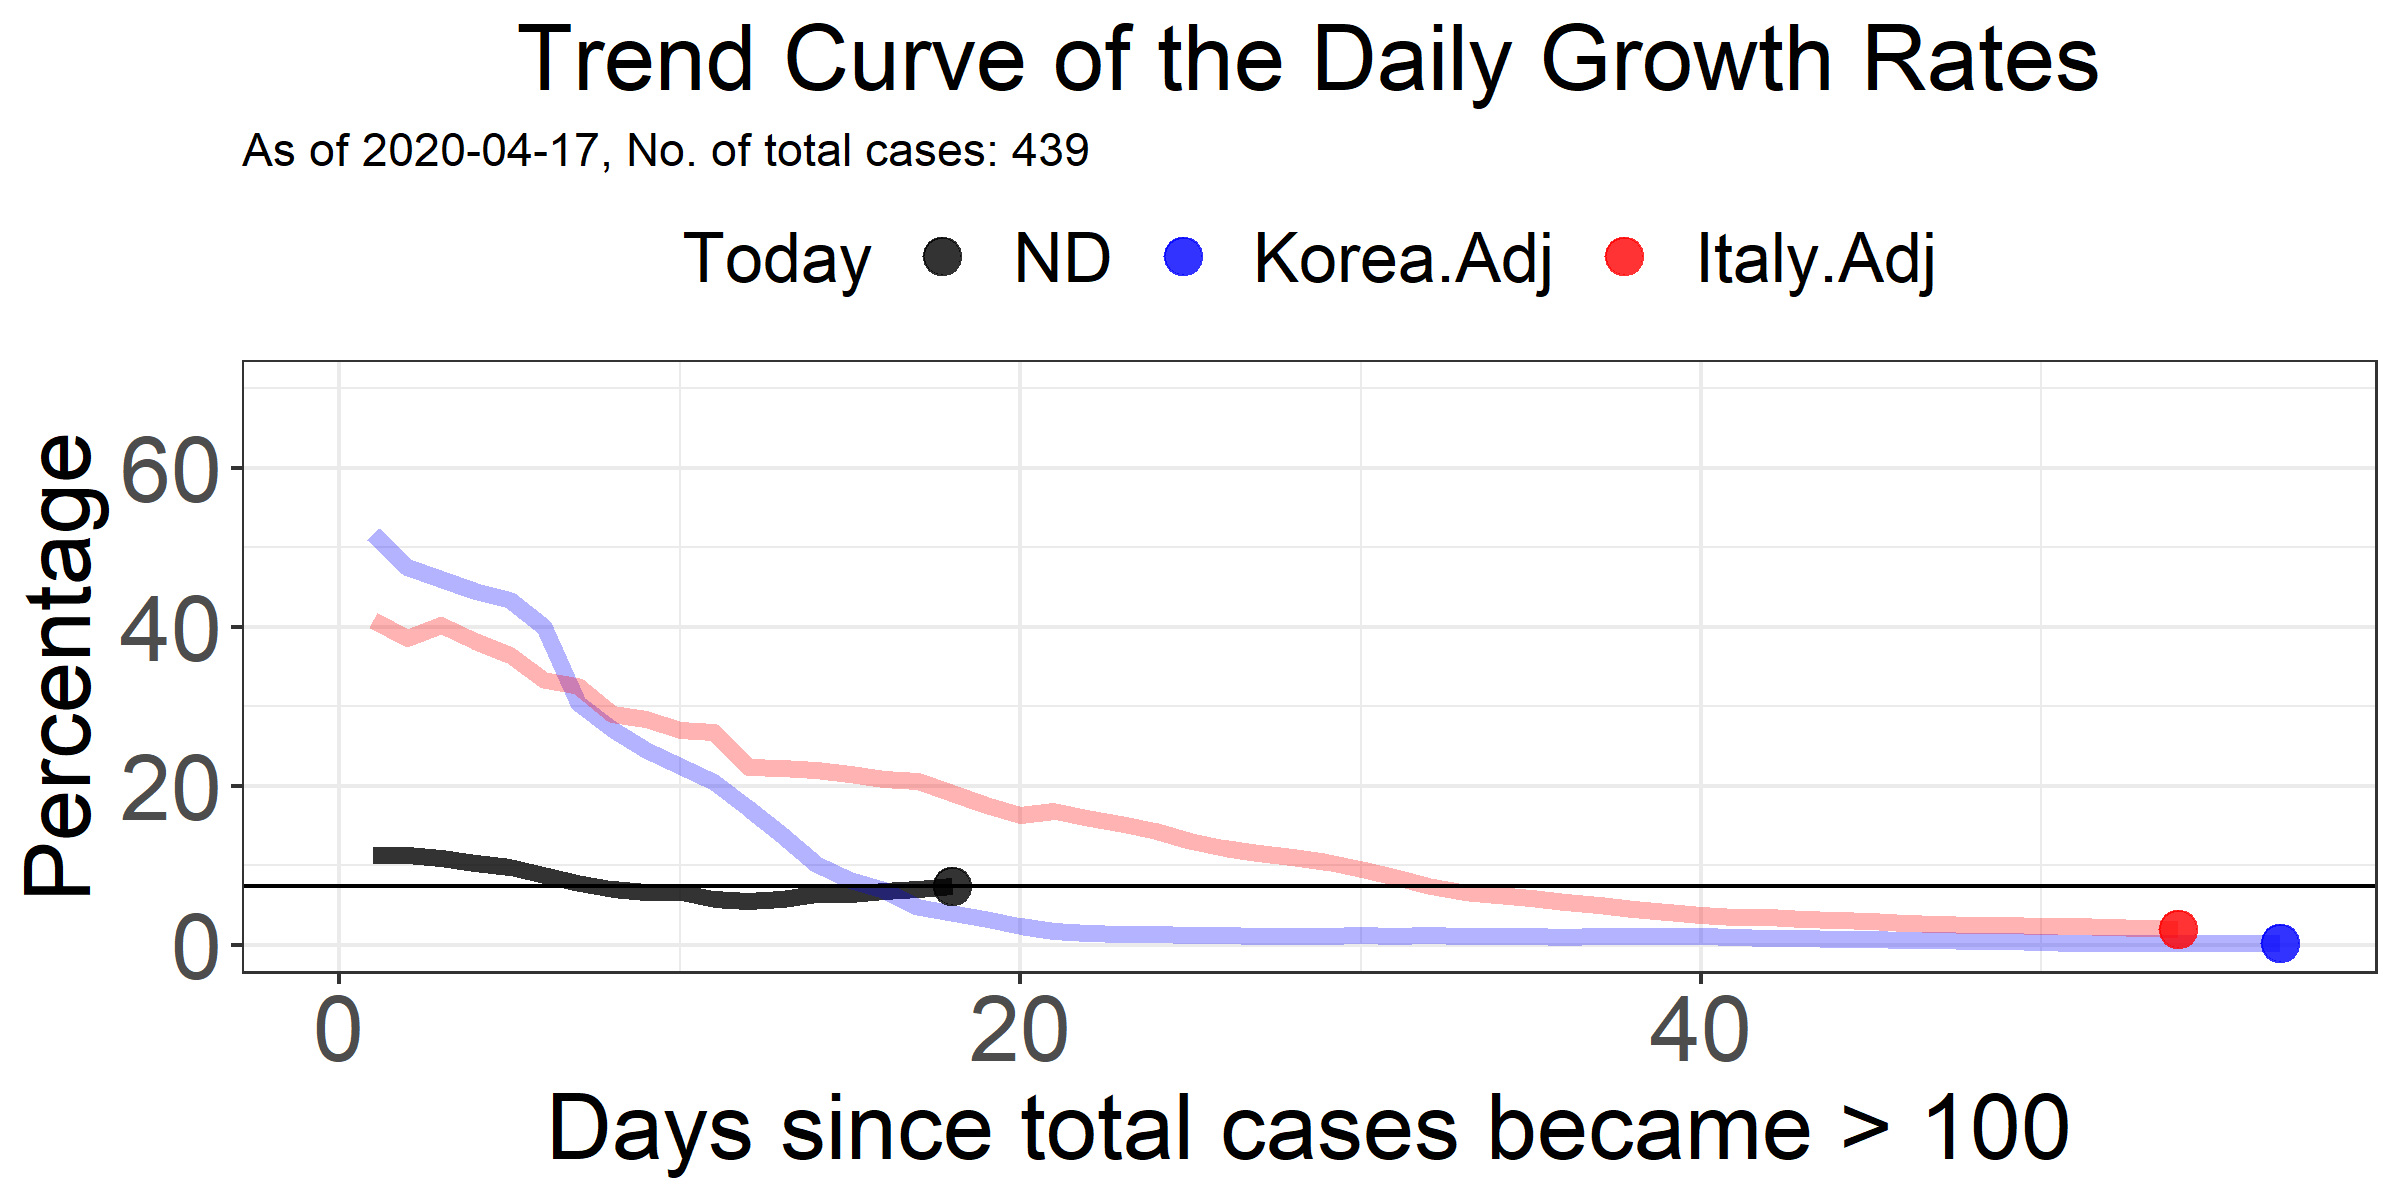 Trend Curve of the Daily Growth Rates
As of 2020-04-17, No. of total cases: 439
Today ND Korea.Adj Italy.Adj
Percentage
60
40
20
0
0 20 40
Days since total cases became > 100